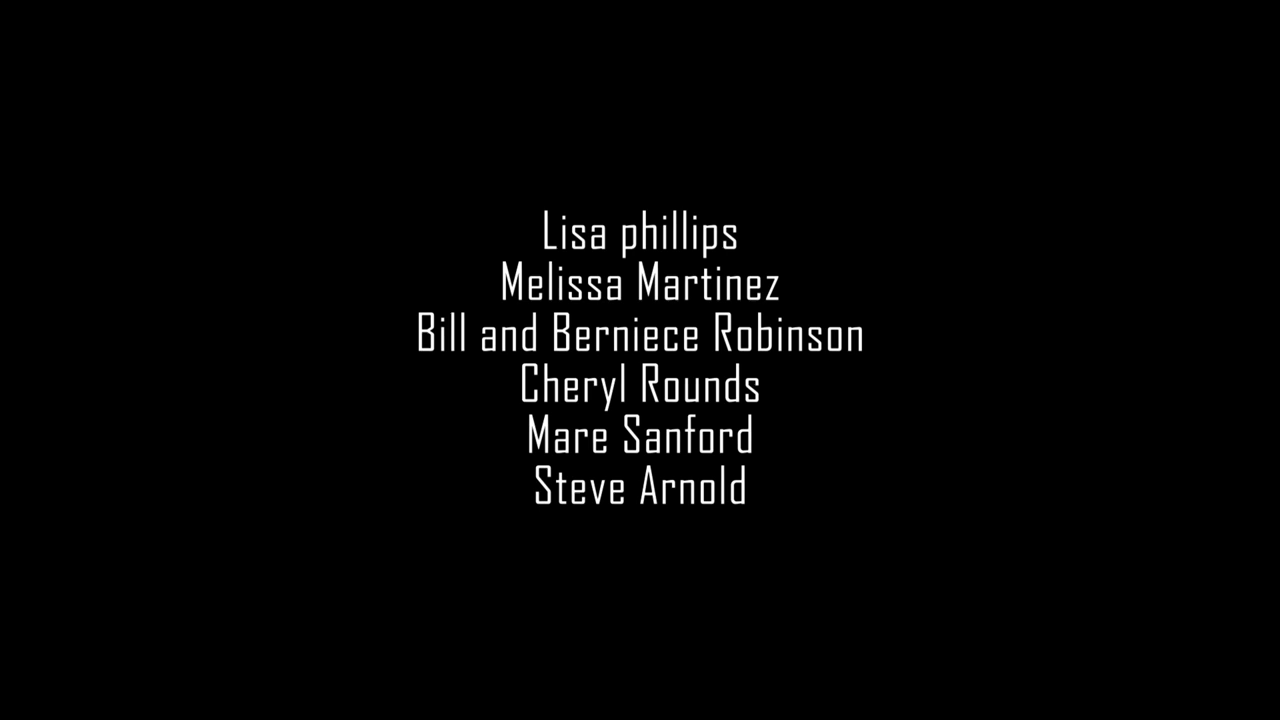 Lisa phillips
Melissa Martinez
Bill and Berniece Robinson
Cheryl Rounds
Mare Sanford
Steve Arnold